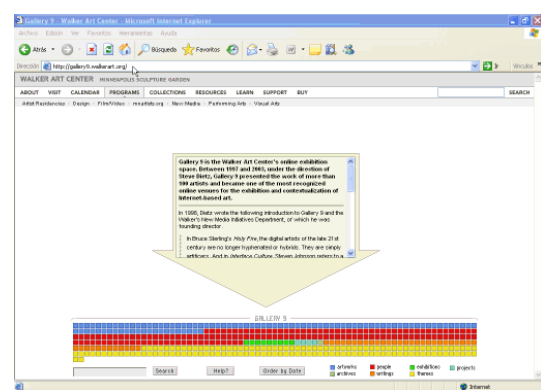 Gallery 9 - Walker Art Center - Microsoft Internet Explorer
Archivo Edición Ver Favoritos Herramientas Ayuda
Atrás Búsqueda Favoritos
Dirección http://gallery9.walkerart.org/ Ir Vínculos
WALKER ART CENTER MINNEAPOLIS SCULPTURE GARDEN
ABOUT VISIT CALENDAR PROGRAMS COLLECTIONS RESOURCES LEARN SUPPORT BUY SEARCH
Artist Residencies Design Film/Video mnartists.org New Media Performing Arts Visual Arts
Gallery 9 is the Walker Art Center's online exhibition
space. Between 1997 and 2003, under the direction of
Steve Dietz, Gallery 9 presented the work of more than
100 artists and became one of the most recognized
online venues for the exhibition and contextualization of
Internet-based art.
In 1998, Dietz wrote the following introduction to Gallery 9 and the
Walker's New Media Initiatives Department, of which he was
founding director.
In Bruce Sterling's Holy Fire, the digital artists of the late 21st
century are no longer hyphenated or hybrids. They are simply
artificers. And in Interface Culture, Steven Johnson refers to a
GALLERY 9
Search Help? Order by Date
artworks people exhibitions projects
archives writings themes
Internet